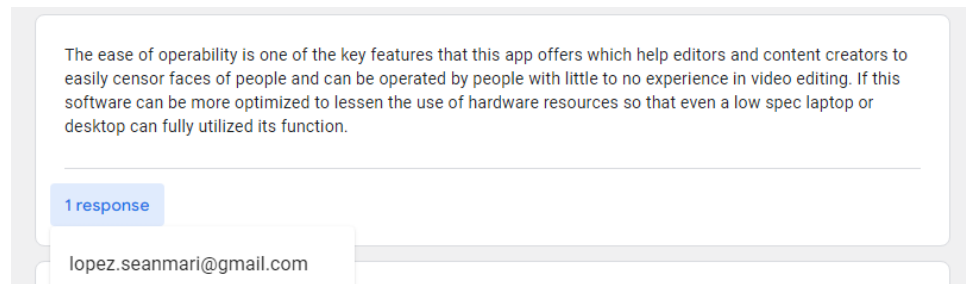 The ease of operability is one of the key features that this app offers which help editors and content creators to
easily censor faces of people and can be operated by people with little to no experience in video editing. If this
software can be more optimized to lessen the use of hardware resources so that even a low spec laptop or
desktop can fully utilized its function.
1 response
lopez.seanmari@gmail.com